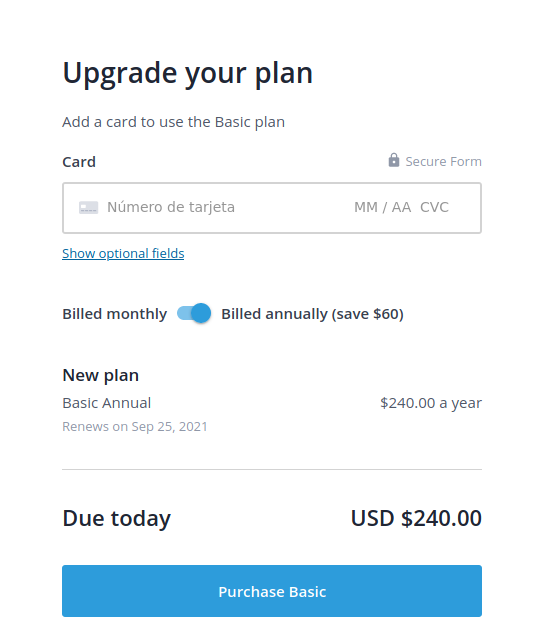 Upgrade your plan
Add a card to use the Basic plan
Card Secure Form
Número de tarjeta MM / AA CVC
Show optional fields
Billed monthly Billed annually (save $60)
New plan
Basic Annual $240.00 a year
Renews on Sep 25, 2021
Due today USD $240.00
Purchase Basic